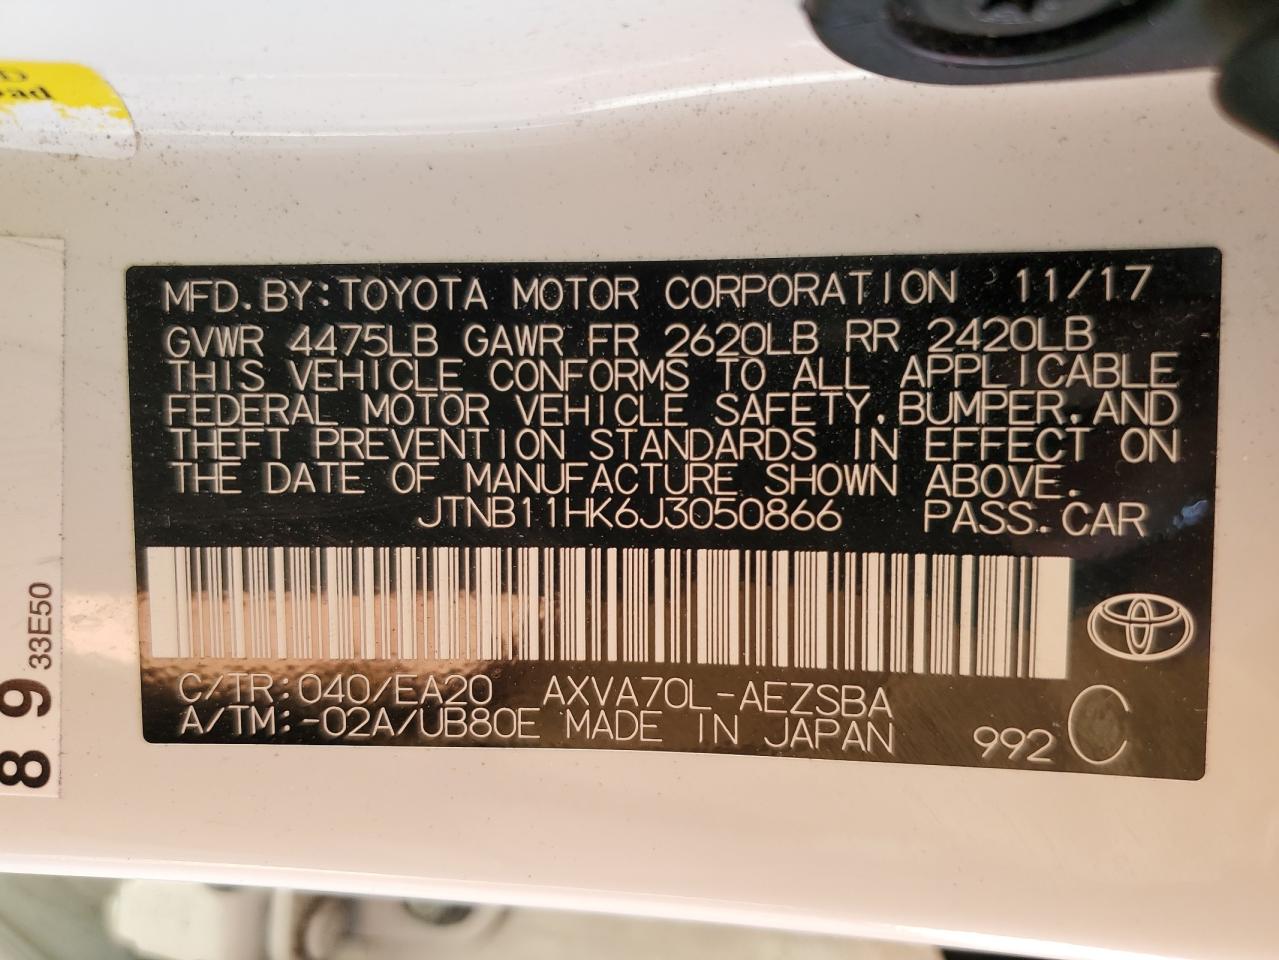 MFD.BY:TOYOTA MOTOR CORPORATION 11/17
GVWR 4475LB GAWR FR 2620LB RR 2420LB
THIS VEHICLE CONFORMS TO ALL APPLICABLE
FEDERAL MOTOR VEHICLE SAFETY,BUMPER,AND
THEFT PREVENTION STANDARDS IN EFFECT ON
THE DATE OF MANUFACTURE SHOWN ABOVE.
JTNB11HK6J3050866 PASS.CAR
C/TR:040/EA20 AXVA70L-AEZSBA
A/TM:-02A/UB80E MADE IN JAPAN 992 C
33E50
8 9